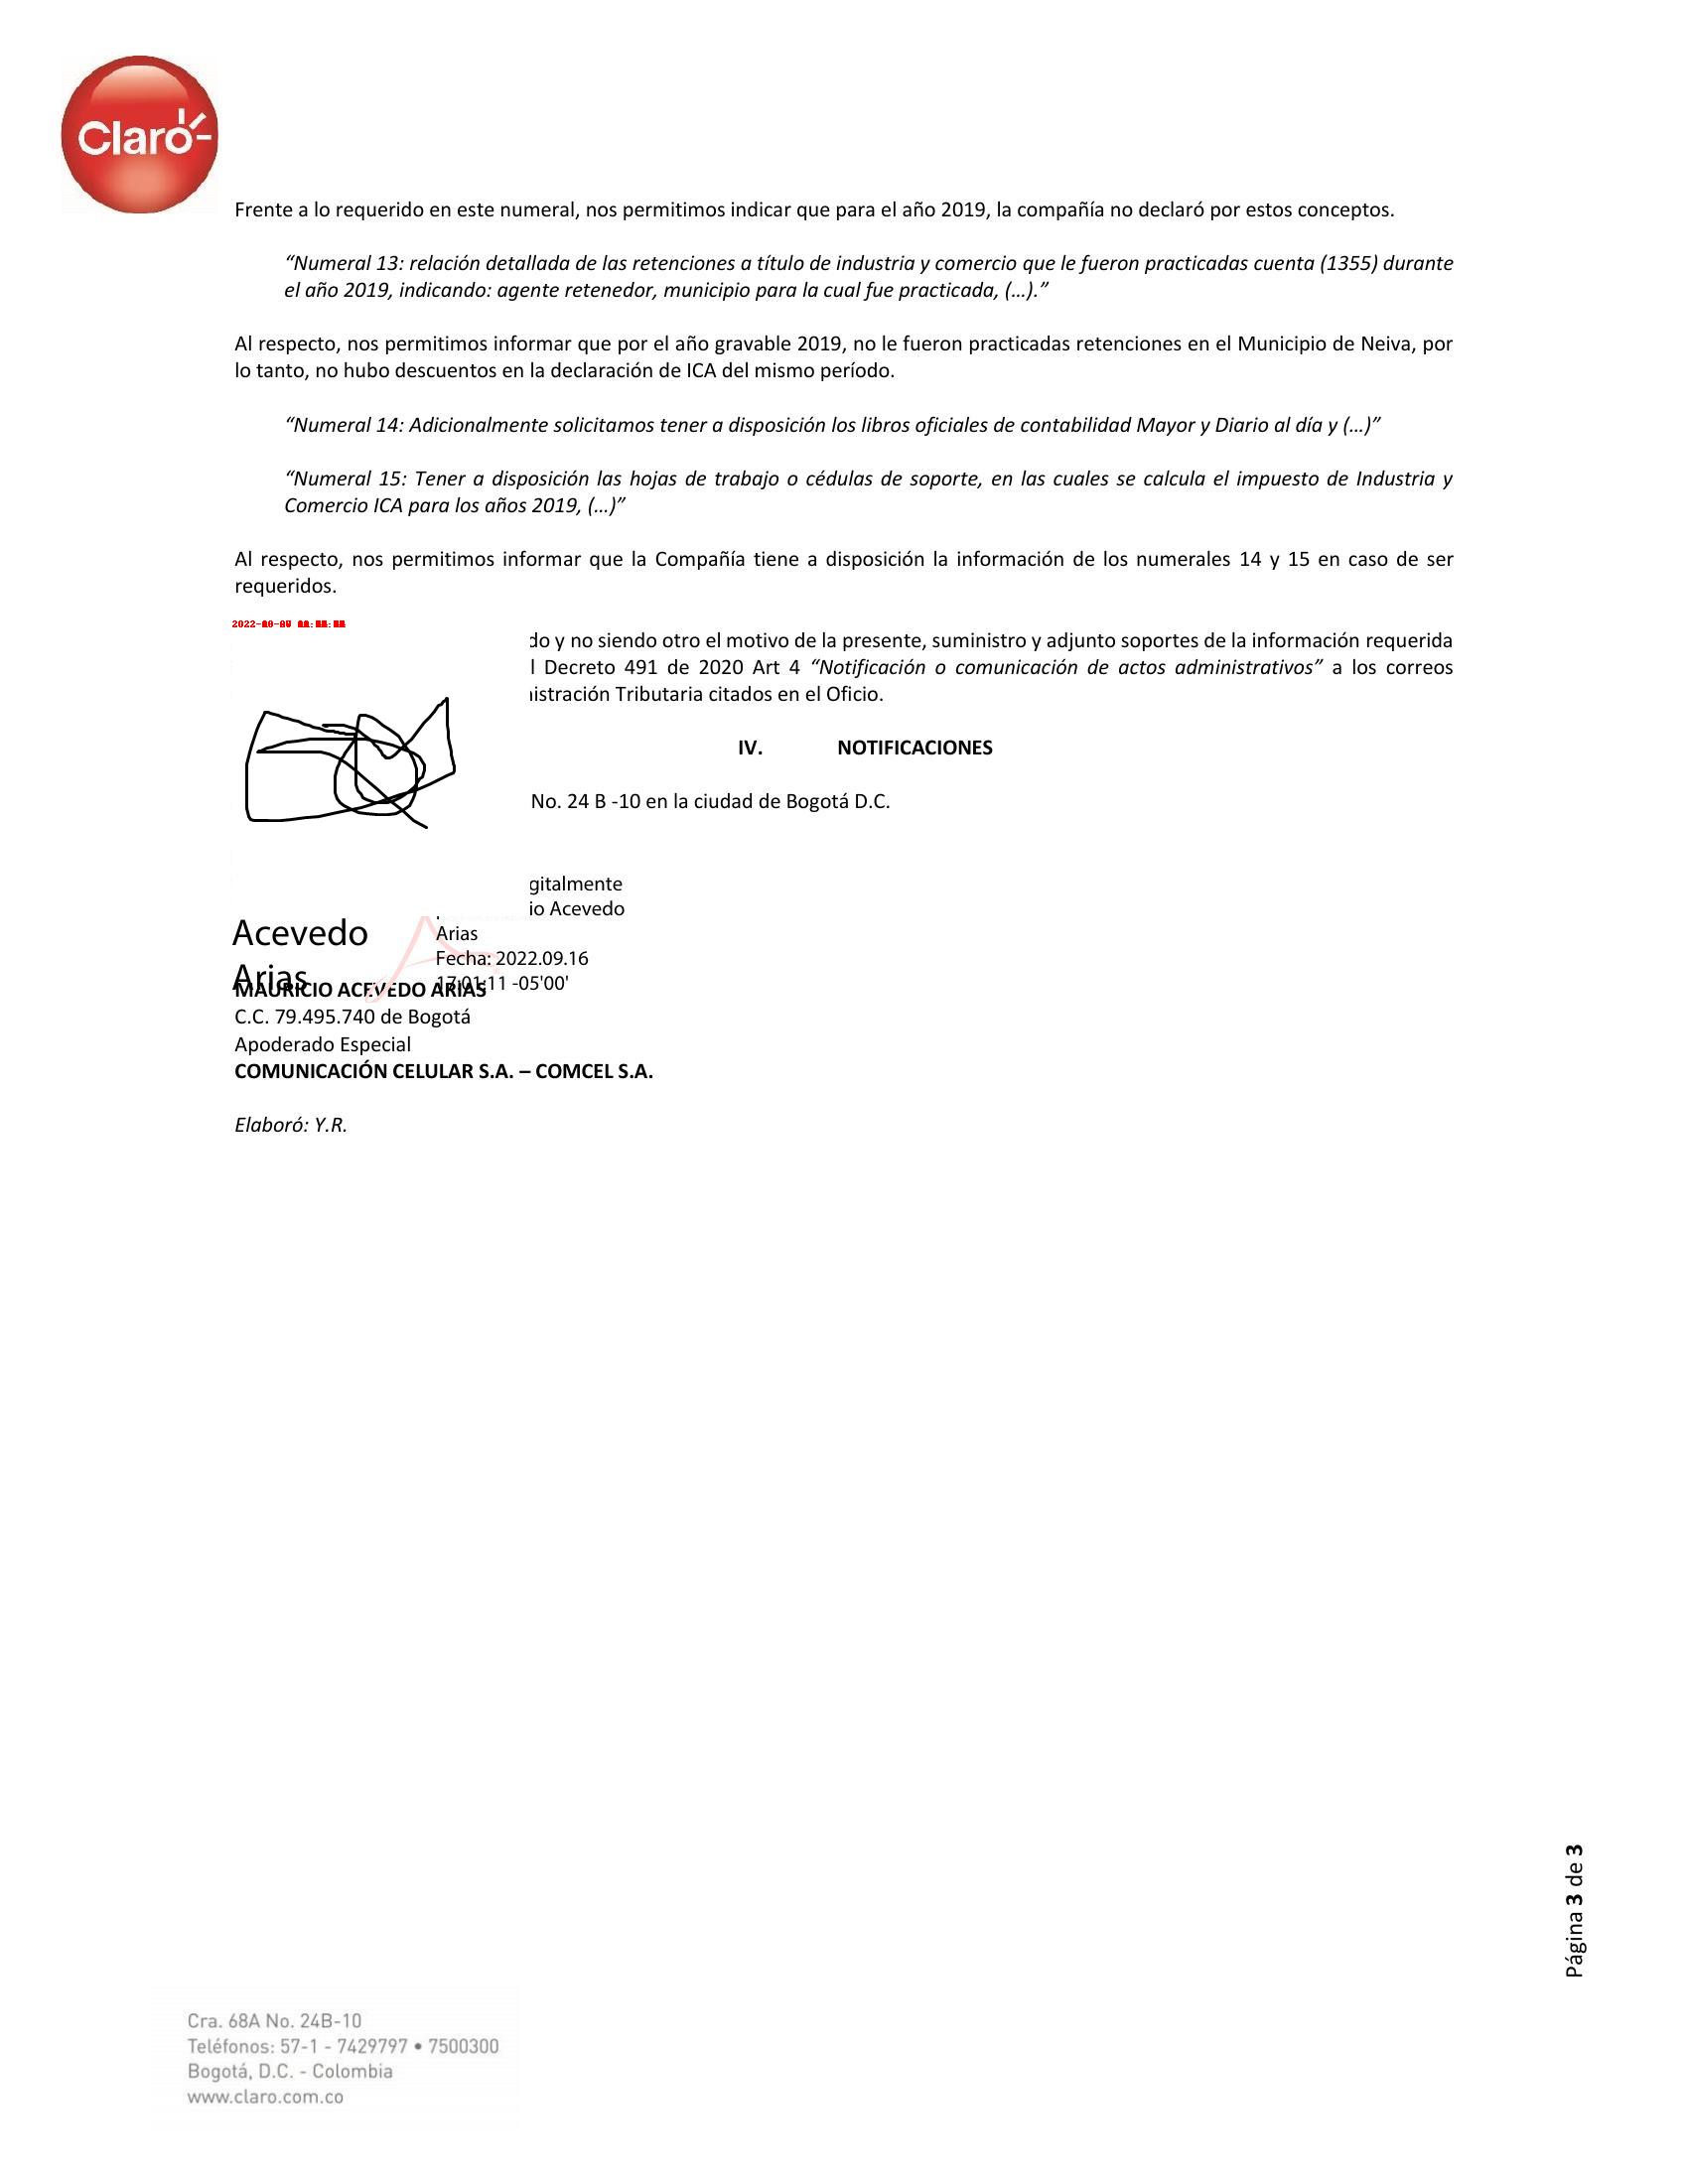 Claro
Frente a lo requerido en este numeral, nos permitimos indicar que para el año 2019, la compañía no declaró por estos conceptos.
“Numeral 13: relación detallada de las retenciones a título de industria y comercio que le fueron practicadas cuenta (1355) durante
el año 2019, indicando: agente retenedor, municipio para la cual fue practicada, (…).”
Al respecto, nos permitimos informar que por el año gravable 2019, no le fueron practicadas retenciones en el Municipio de Neiva, por
lo tanto, no hubo descuentos en la declaración de ICA del mismo período.
“Numeral 14: Adicionalmente solicitamos tener a disposición los libros oficiales de contabilidad Mayor y Diario al día y (…)”
“Numeral 15: Tener a disposición las hojas de trabajo o cédulas de soporte, en las cuales se calcula el impuesto de Industria y
Comercio ICA para los años 2019, (…)”
Al respecto, nos permitimos informar que la Compañía tiene a disposición la información de los numerales 14 y 15 en caso de ser
requeridos.
do y no siendo otro el motivo de la presente, suministro y adjunto soportes de la información requerida
l Decreto 491 de 2020 Art 4 “Notificación o comunicación de actos administrativos” a los correos
istración Tributaria citados en el Oficio.
IV. NOTIFICACIONES
No. 24 B -10 en la ciudad de Bogotá D.C.
gitalmente
io Acevedo
Acevedo
Arias
Arias
Fecha: 2022.09.16
17:01:11 -05'00'
MAURICIO ACEVEDO ARIAS
C.C. 79.495.740 de Bogotá
Apoderado Especial
COMUNICACIÓN CELULAR S.A. – COMCEL S.A.
Elaboró: Y.R.
Página 3 de 3
Cra. 68A No. 24B-10
Teléfonos: 57-1 - 7429797 • 7500300
Bogotá, D.C. - Colombia
www.claro.com.co